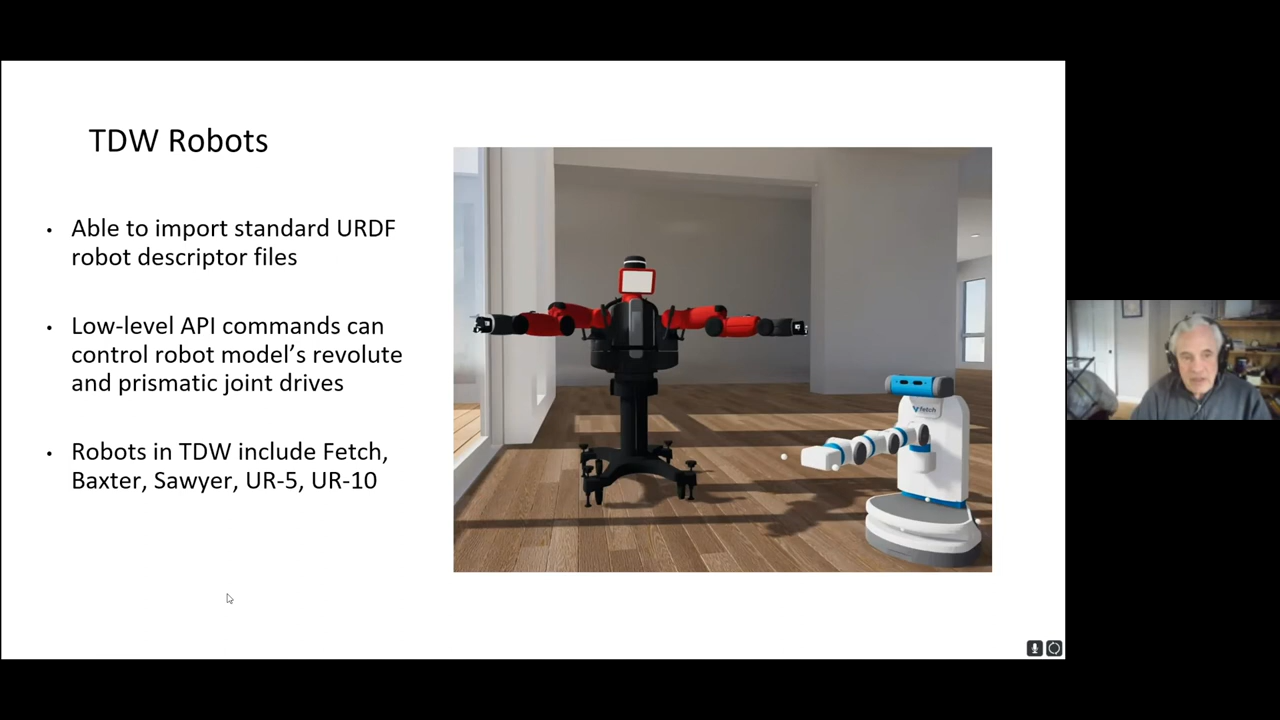 TDW Robots
• Able to import standard URDF
robot descriptor files
• Low-level API commands can
control robot model’s revolute
and prismatic joint drives
• Robots in TDW include Fetch,
Baxter, Sawyer, UR-5, UR-10
fetch